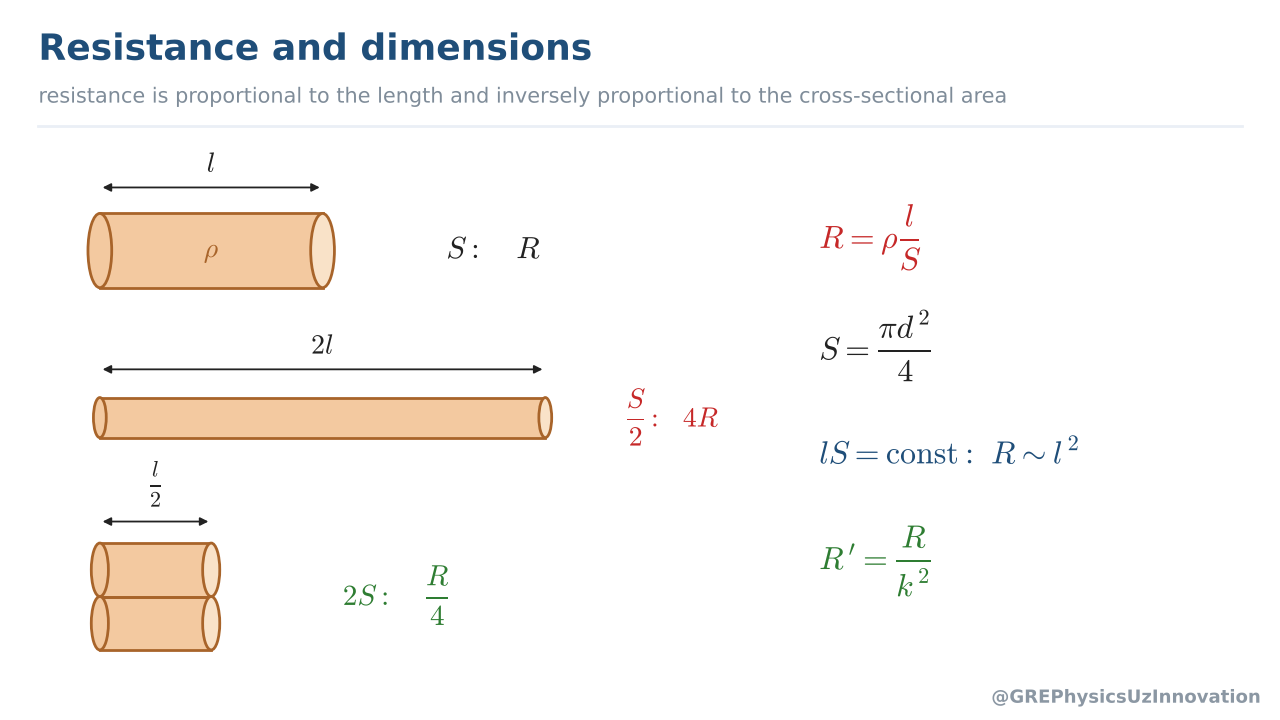 Resistance and dimensions
resistance is proportional to the length and inversely proportional to the cross-sectional area
l
ρ
S : R
R = ρ l/S
S = πd²/4
2l
S/2 : 4R
lS = const : R ~ l²
l/2
2S : R/4
R′ = R/k²
@GREPhysicsUzInnovation